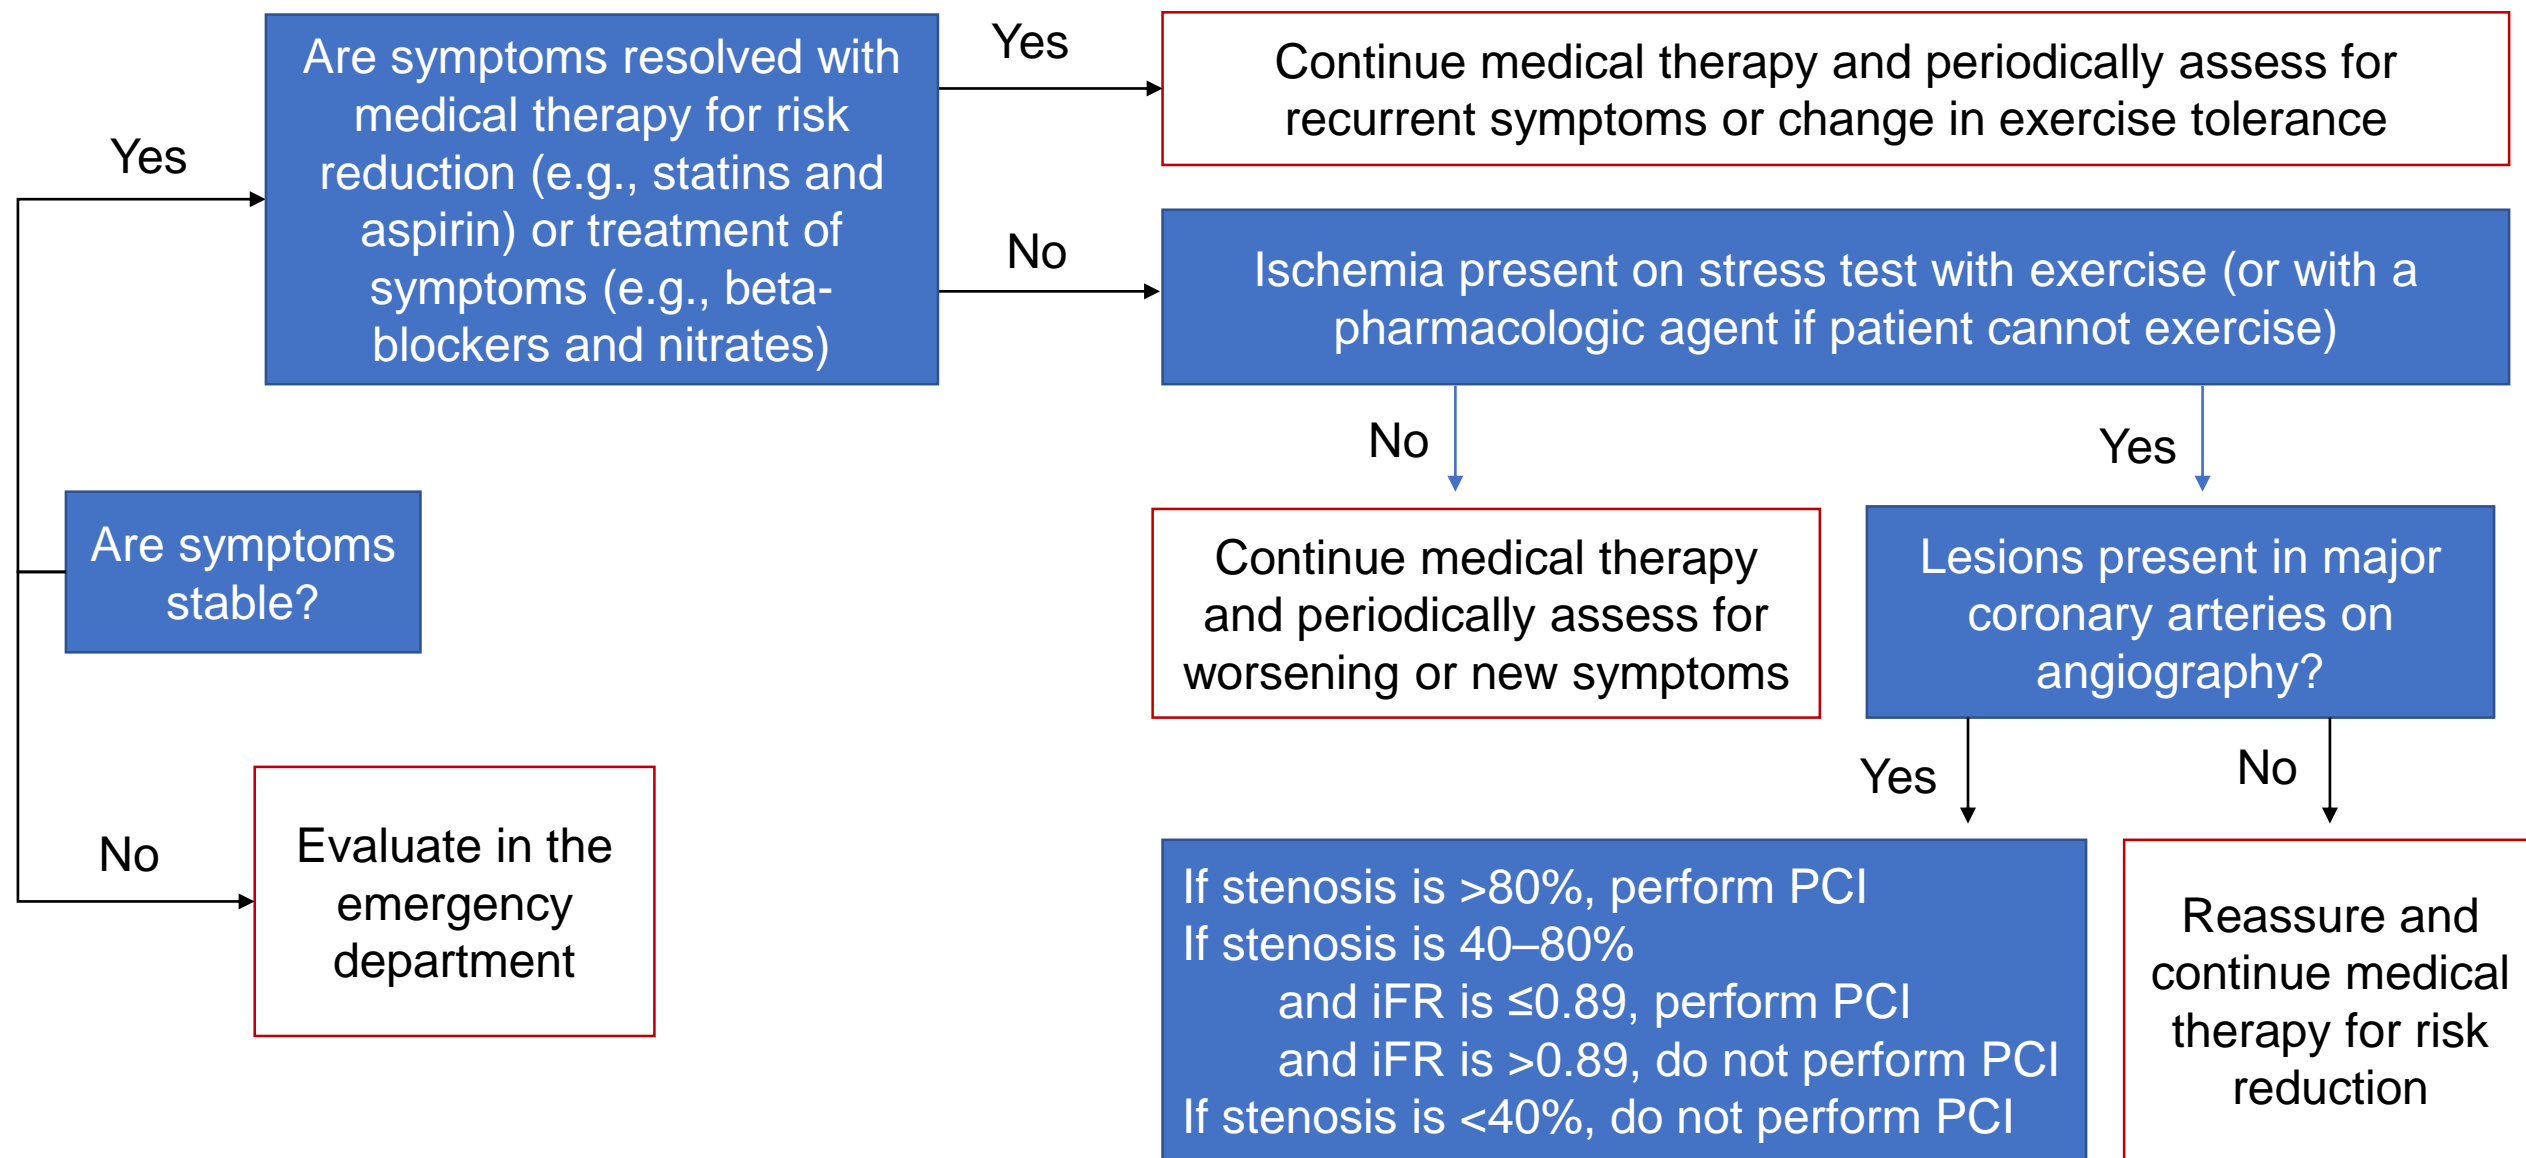 Are symptoms
stable?
Yes
Are symptoms resolved with
medical therapy for risk
reduction (e.g., statins and
aspirin) or treatment of
symptoms (e.g., beta-
blockers and nitrates)
Yes
Continue medical therapy and periodically assess for
recurrent symptoms or change in exercise tolerance
No
Ischemia present on stress test with exercise (or with a
pharmacologic agent if patient cannot exercise)
No
Continue medical therapy
and periodically assess for
worsening or new symptoms
Yes
Lesions present in major
coronary arteries on
angiography?
Yes
If stenosis is >80%, perform PCI
If stenosis is 40–80%
and iFR is ≤0.89, perform PCI
and iFR is >0.89, do not perform PCI
If stenosis is <40%, do not perform PCI
No
Reassure and
continue medical
therapy for risk
reduction
No
Evaluate in the
emergency
department